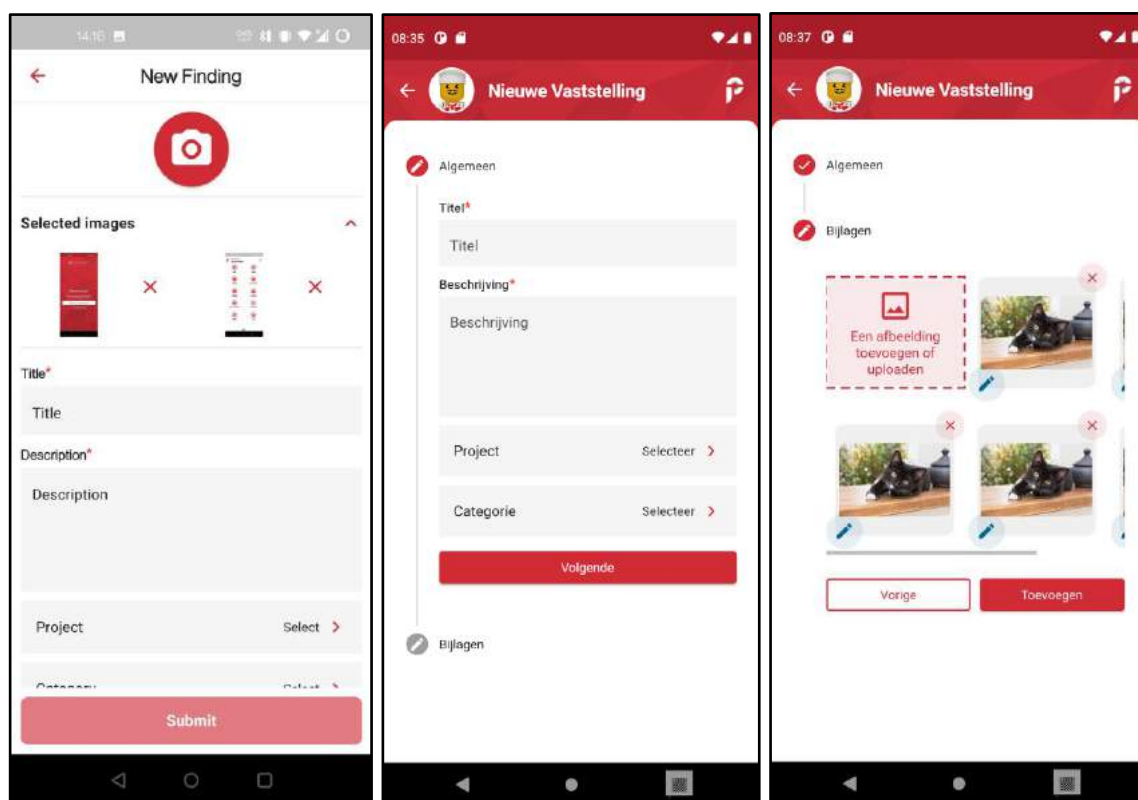 14:16
New Finding
Selected images
Title*
Title
Description*
Description
Project Select
Category Select
Submit
08:35
Nieuwe Vaststelling
Algemeen
Titel*
Titel
Beschrijving*
Beschrijving
Project Selecteer
Categorie Selecteer
Volgende
Bijlagen
08:37
Nieuwe Vaststelling
Algemeen
Bijlagen
Een afbeelding
toevoegen of
uploaden
Vorige Toevoegen